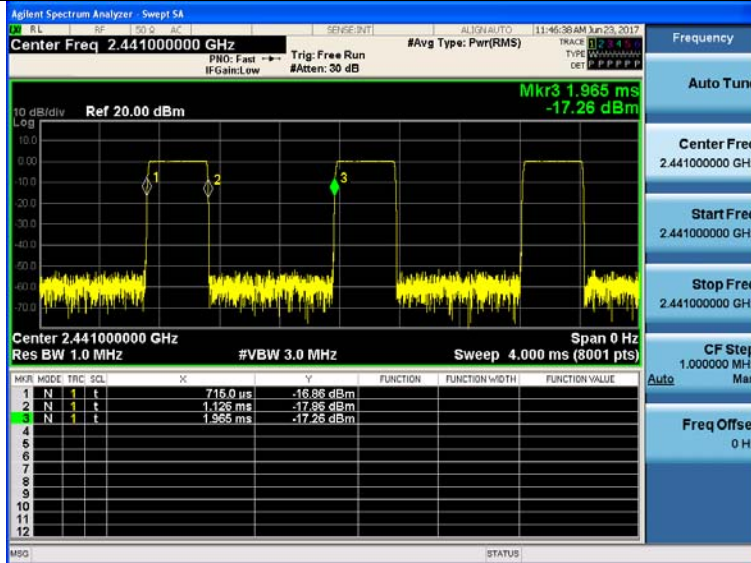 Agilent Spectrum Analyzer - Swept SA
RL RF 50 Ω AC SENSE:INT ALIGN AUTO 11:46:38 AM Jun 23, 2017
Center Freq 2.441000000 GHz
PNO: Fast
IFGain:Low
Trig: Free Run
#Atten: 30 dB
#Avg Type: Pwr(RMS)
TRACE 1 2 3 4 5 6
TYPE
DET P P P P P P
Frequency
Mkr3 1.965 ms
-17.26 dBm
10 dB/div Ref 20.00 dBm
Log
10.0
0.00
-10.0
-20.0
-30.0
-40.0
-50.0
-60.0
-70.0
1
2
3
Center 2.441000000 GHz Span 0 Hz
Res BW 1.0 MHz #VBW 3.0 MHz Sweep 4.000 ms (8001 pts)
MKR MODE TRC SCL X Y FUNCTION FUNCTION WIDTH FUNCTION VALUE
1 N 1 t 715.0 µs -16.86 dBm
2 N 1 t 1.126 ms -17.96 dBm
3 N 1 t 1.965 ms -17.26 dBm
4
5
6
7
8
9
10
11
12
MSG STATUS
Auto Tun
Center Fre
2.441000000 GH
Start Fre
2.441000000 GH
Stop Fre
2.441000000 GH
CF Step
1.000000 MH
Auto Ma
Freq Offse
0 H